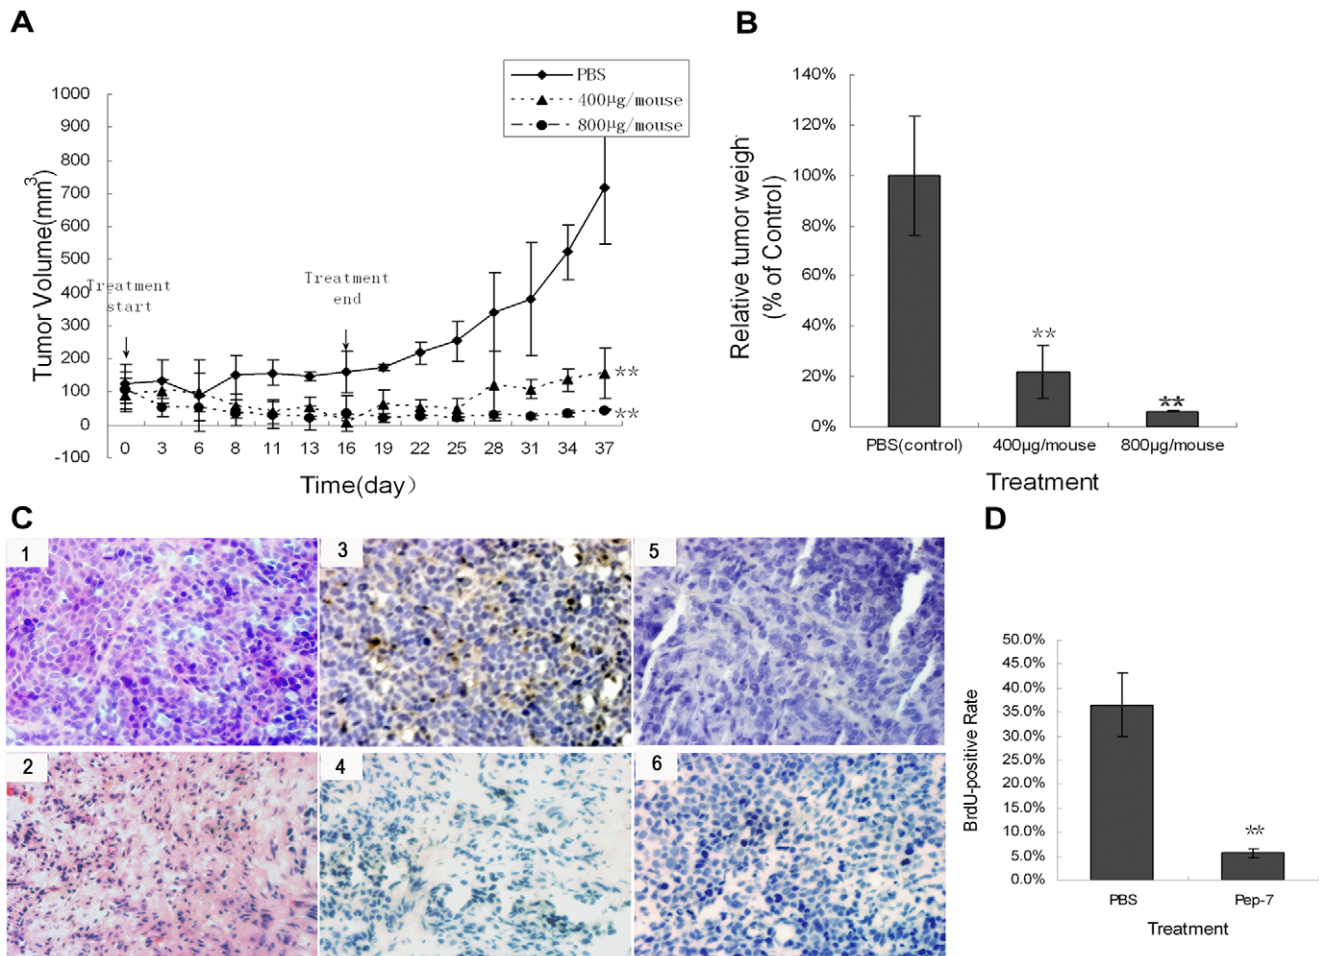 A
PBS
400μg/mouse
800μg/mouse
Tumor Volume(mm3)
1000
900
800
700
600
500
400
300
200
100
0
-100
Treatment
start
Treatment
end
**
**
0 3 6 8 11 13 16 19 22 25 28 31 34 37
Time(day）
B
Relative tumor weigh
(% of Control)
140%
120%
100%
80%
60%
40%
20%
0%
**
**
PBS(control) 400μg/mouse 800μg/mouse
Treatment
C
1
3
5
2
4
6
D
BrdU-positive Rate
50.0%
45.0%
40.0%
35.0%
30.0%
25.0%
20.0%
15.0%
10.0%
5.0%
0.0%
**
PBS Pep-7
Treatment